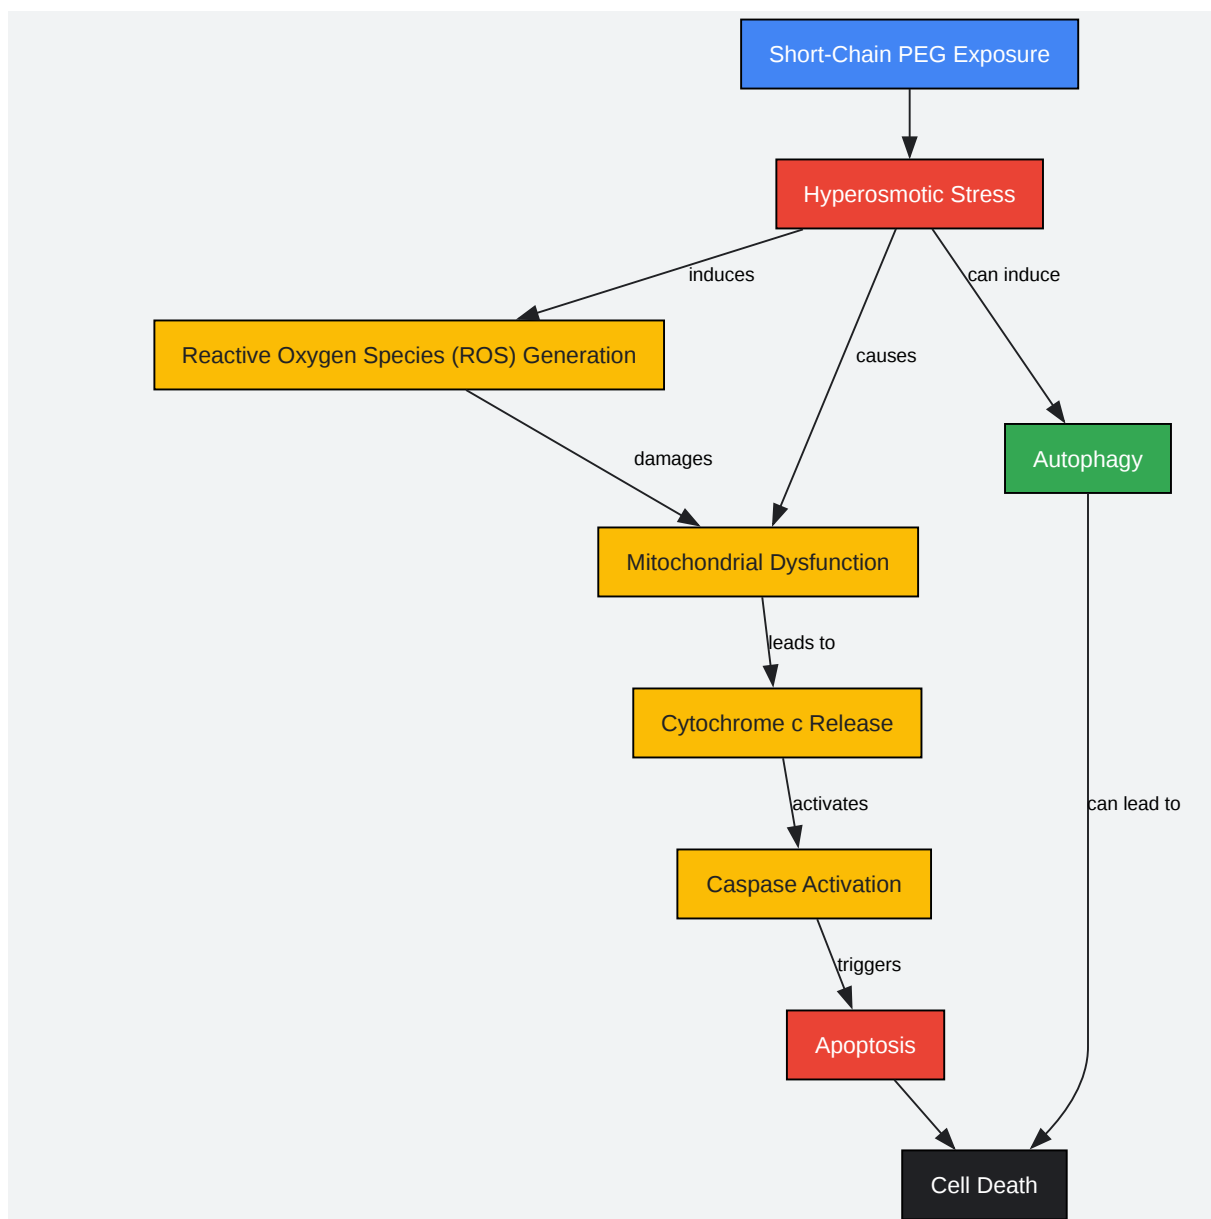 Short-Chain PEG Exposure
Hyperosmotic Stress
induces
can induce
Reactive Oxygen Species (ROS) Generation
causes
damages
Autophagy
Mitochondrial Dysfunction
leads to
Cytochrome c Release
activates
can lead to
Caspase Activation
triggers
Apoptosis
Cell Death